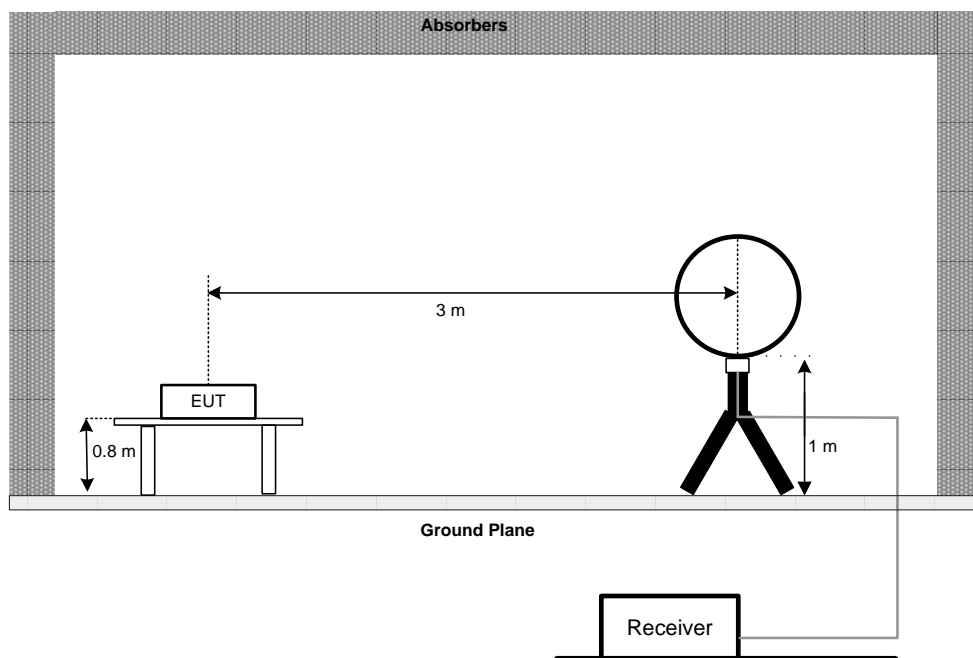 Absorbers
3 m
EUT
0.8 m
1 m
Ground Plane
Receiver